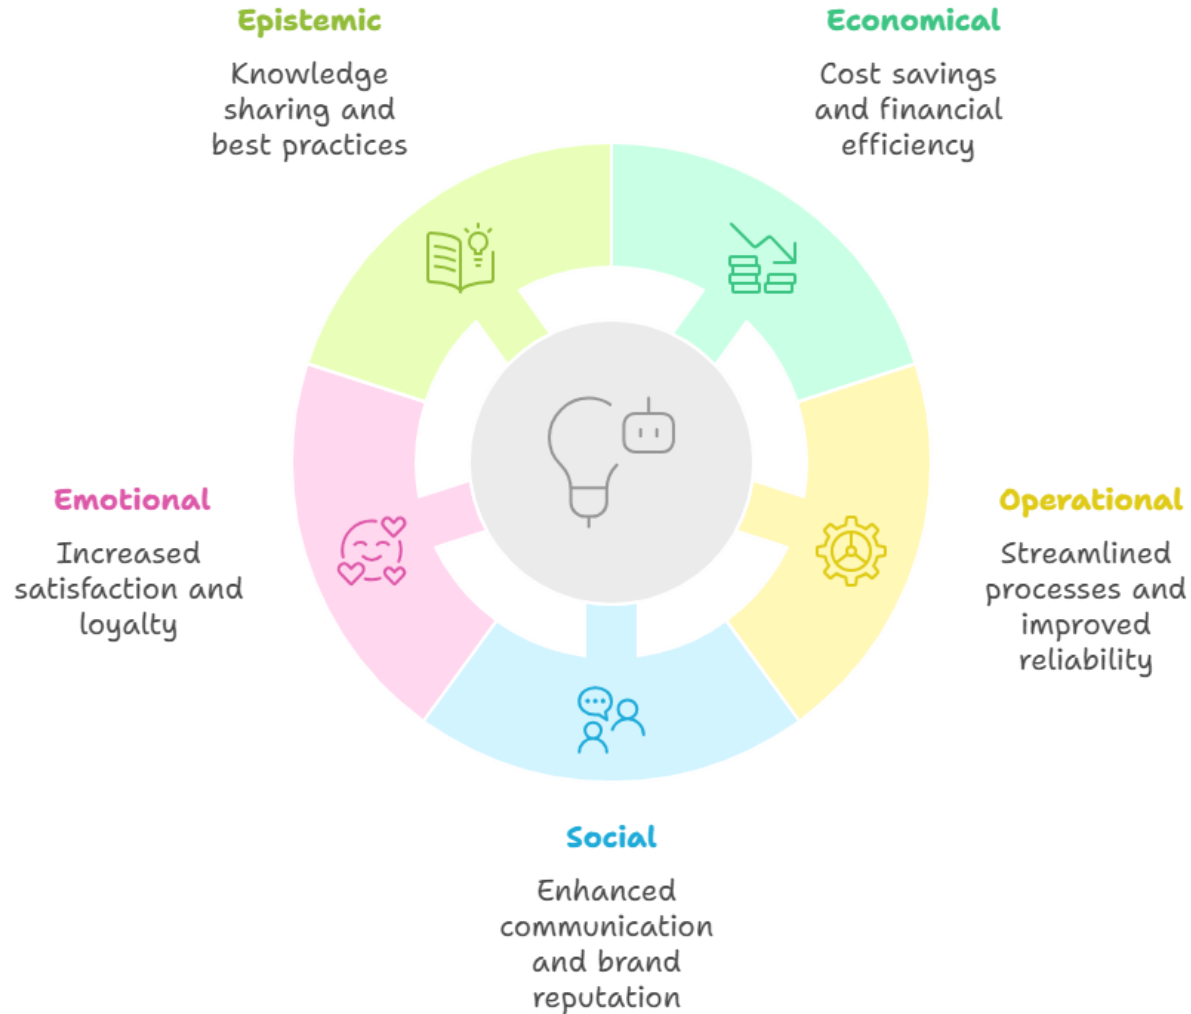 Epistemic
Knowledge
sharing and
best practices
Economical
Cost savings
and financial
efficiency
Emotional
Increased
satisfaction and
loyalty
Operational
Streamlined
processes and
improved
reliability
Social
Enhanced
communication
and brand
reputation